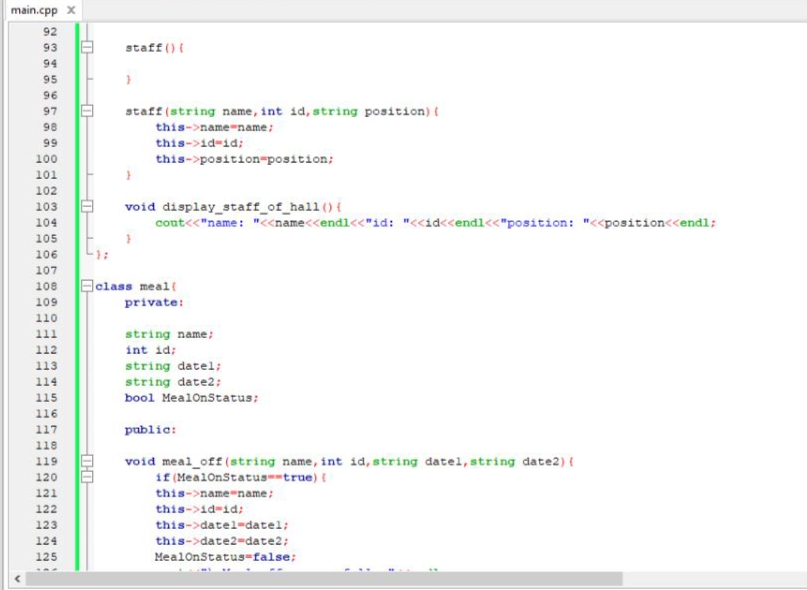 main.cpp X
92
93 staff(){
94
95 }
96
97 staff(string name,int id,string position){
98 this->name=name;
99 this->id=id;
100 this->position=position;
101 }
102
103 void display_staff_of_hall(){
104 cout<<"name: "<<name<<endl<<"id: "<<id<<endl<<"position: "<<position<<endl;
105 }
106 };
107
108 class meal{
109 private:
110
111 string name;
112 int id;
113 string date1;
114 string date2;
115 bool MealOnStatus;
116
117 public:
118
119 void meal_off(string name,int id,string date1,string date2){
120 if(MealOnStatus==true){
121 this->name=name;
122 this->id=id;
123 this->date1=date1;
124 this->date2=date2;
125 MealOnStatus=false;